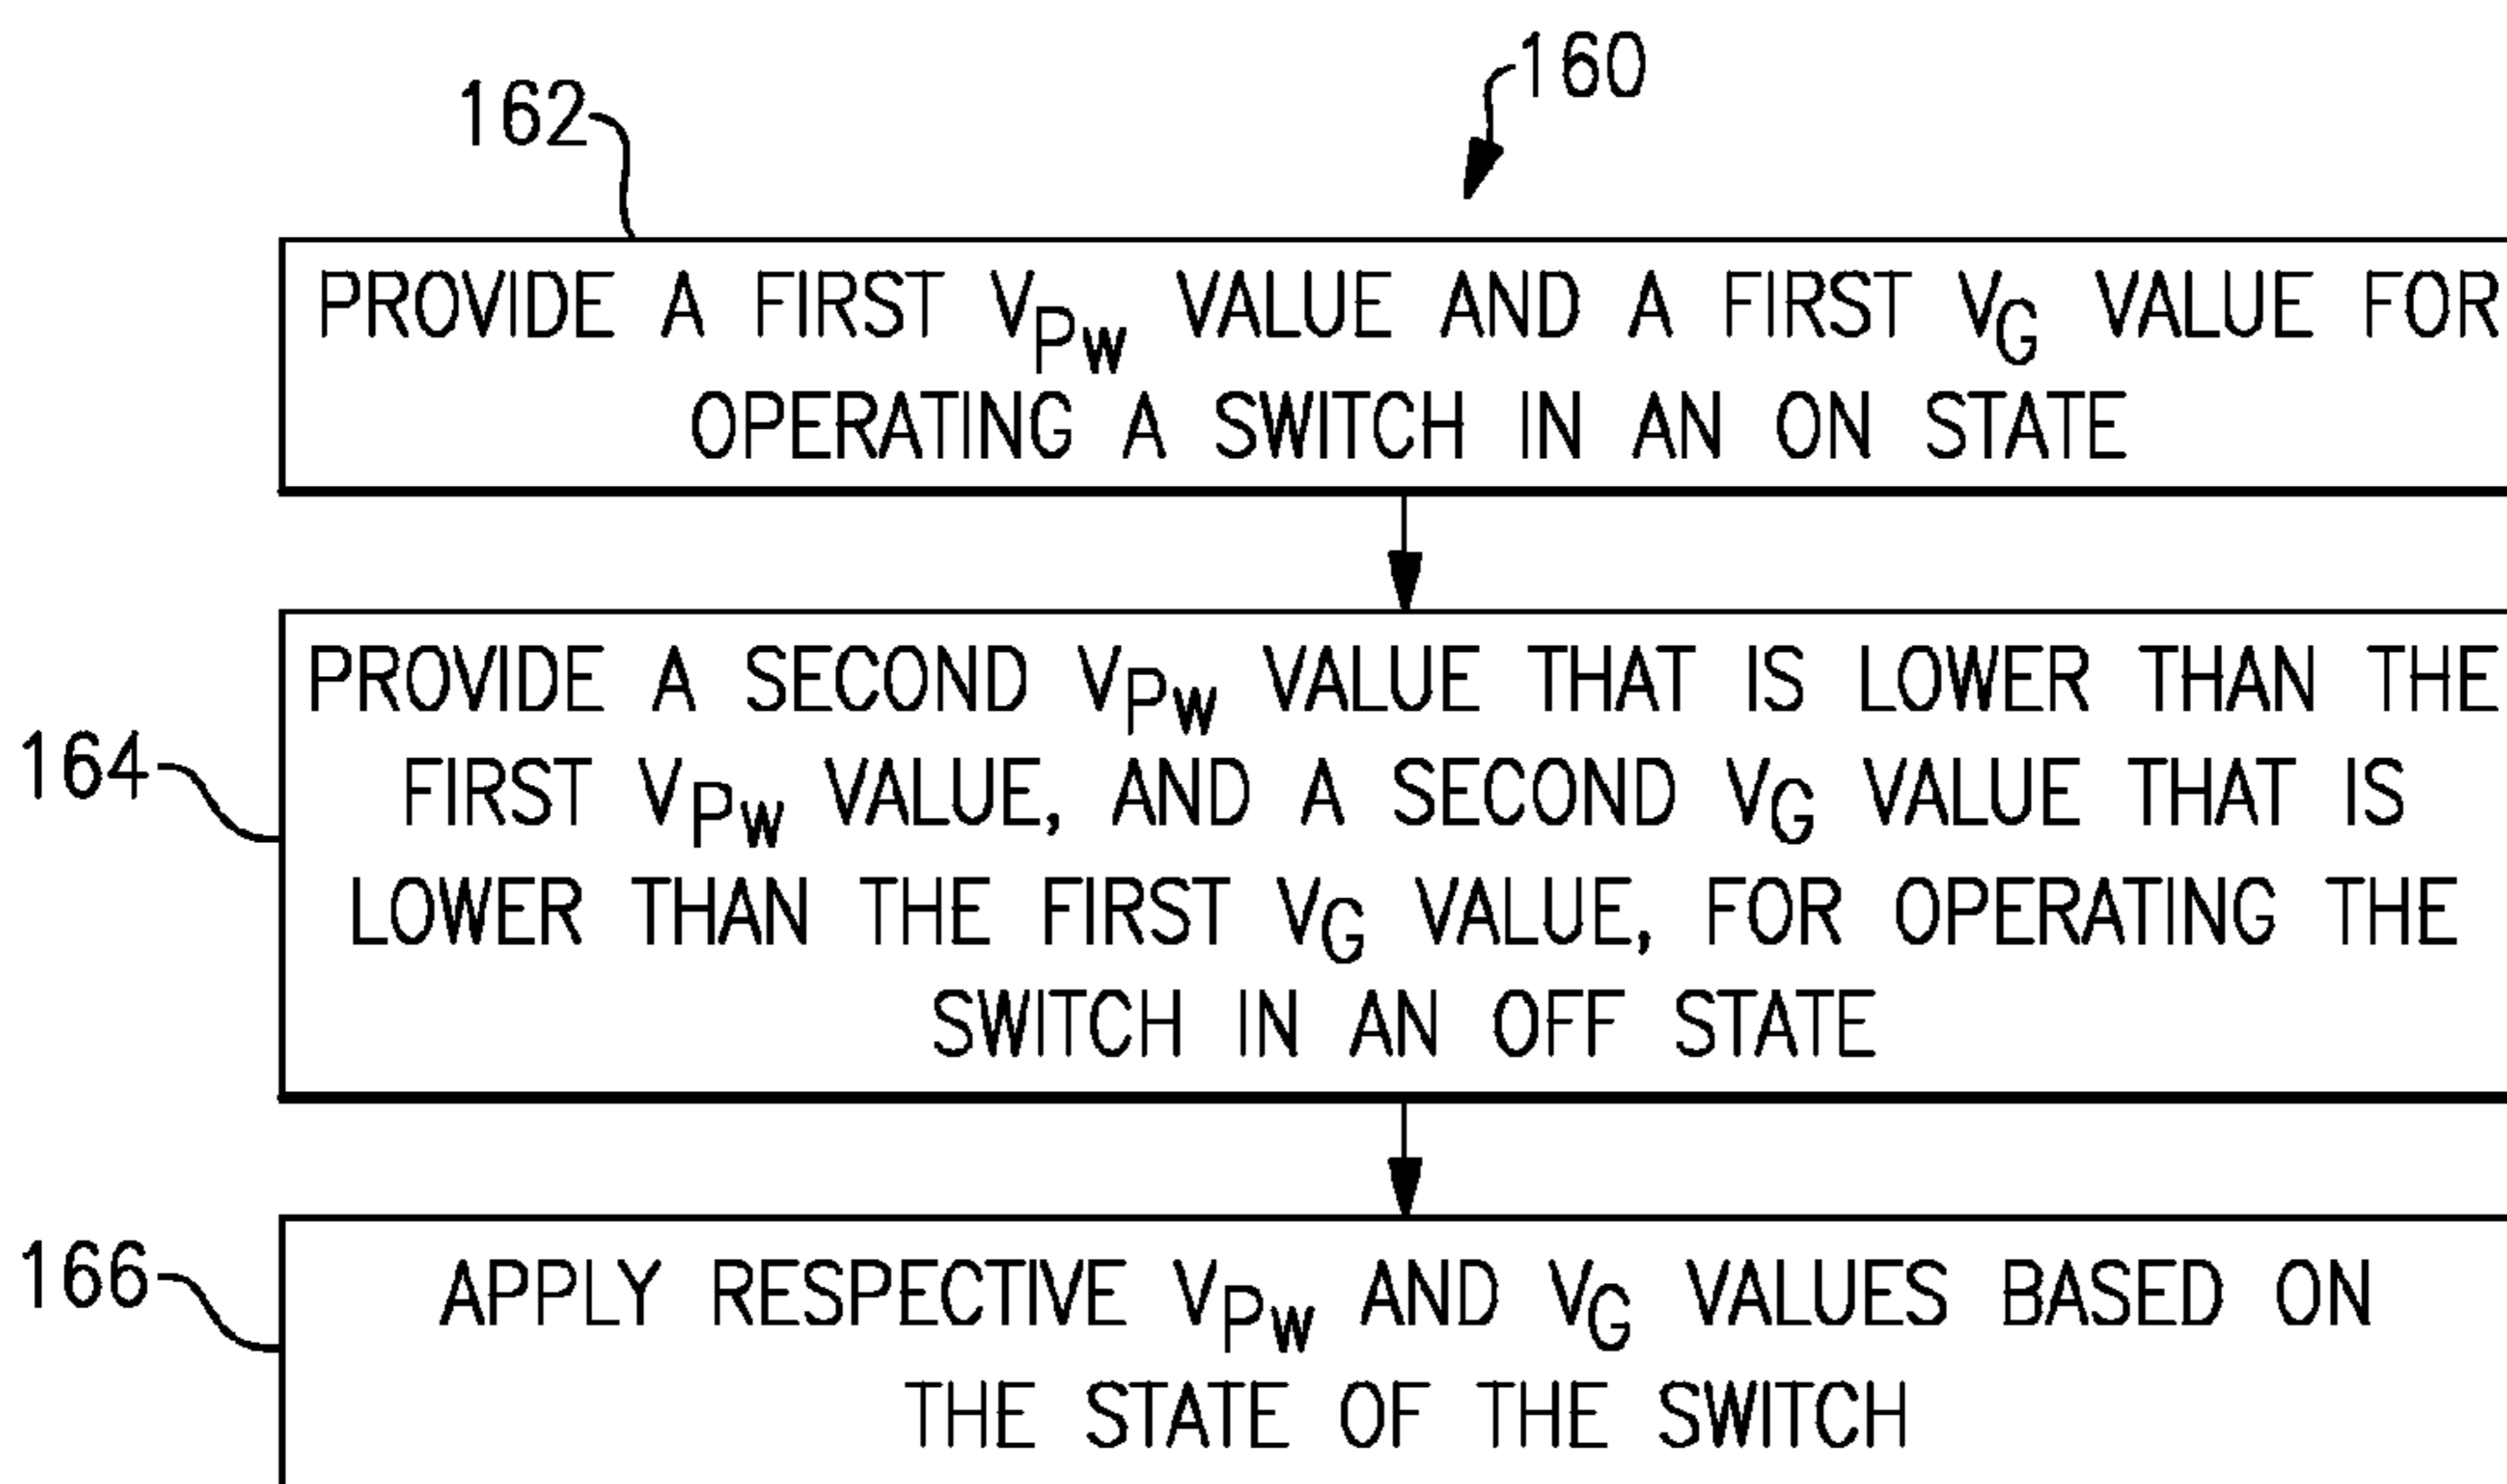 160
162
PROVIDE A FIRST VPW VALUE AND A FIRST VG VALUE FOR
OPERATING A SWITCH IN AN ON STATE
PROVIDE A SECOND VPW VALUE THAT IS LOWER THAN THE
164
FIRST VPW VALUE, AND A SECOND VG VALUE THAT IS
LOWER THAN THE FIRST VG VALUE, FOR OPERATING THE
SWITCH IN AN OFF STATE
166
APPLY RESPECTIVE VPW AND VG VALUES BASED ON
THE STATE OF THE SWITCH